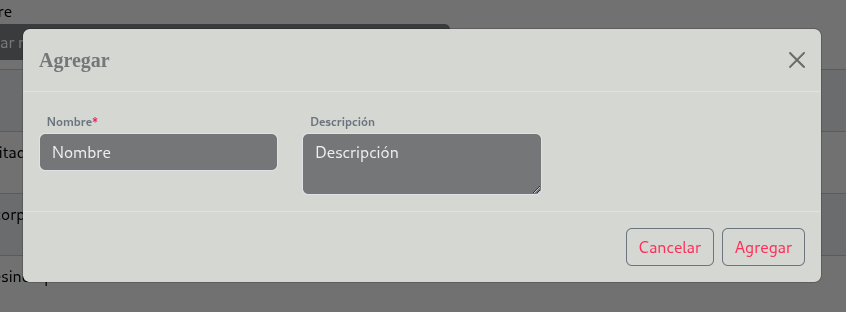 Agregar
Nombre*
Descripción
Nombre
Descripción
Cancelar
Agregar